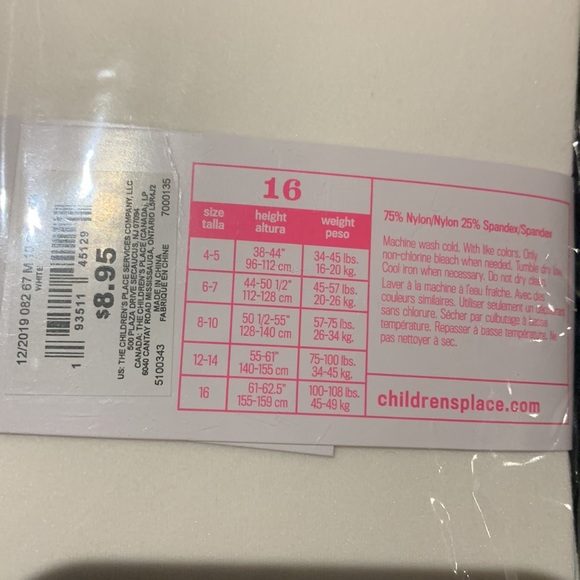 12/2019 082 67 M
WHITE
1 93511 45129
$8.95
US: THE CHILDREN'S PLACE SERVICES COMPANY, LLC
500 PLAZA DRIVE SECAUCUS, NJ 07094
CANADA: THE CHILDREN'S PLACE CANADA, LP
6040 CANTAY ROAD MISSISSAUGA, ONTARIO L5R4J2
MADE IN CHINA
FABRIQUÉ EN CHINE
5100343 7000135
16
size height weight
talla altura peso
4-5 38-44" 34-45 lbs.
96-112 cm 16-20 kg.
6-7 44-50 1/2" 45-57 lbs.
112-128 cm 20-26 kg.
8-10 50 1/2-55" 57-75 lbs.
128-140 cm 26-34 kg.
12-14 55-61" 75-100 lbs.
140-155 cm 34-45 kg.
16 61-62.5" 100-108 lbs.
155-159 cm 45-49 kg
75% Nylon/Nylon 25% Spandex/Spandex
Machine wash cold. With like colors. Only
non-chlorine bleach when needed. Tumble dry low.
Cool iron when necessary. Do not dry clean.
Laver à la machine à l'eau fraîche. Avec des
couleurs similaires. Utiliser seulement un
sans chlorure. Sécher par culbutage à basse
température. Repasser à basse température. Ne
pas nettoyer à sec.
childrensplace.com